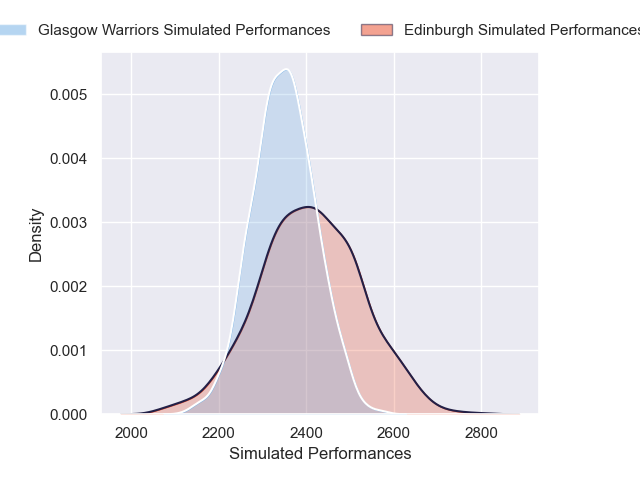 Glasgow Warriors Simulated Performances
Edinburgh Simulated Performances
0.005
0.004
0.003
0.002
0.001
0.000
Density
2000 2200 2400 2600 2800
Simulated Performances